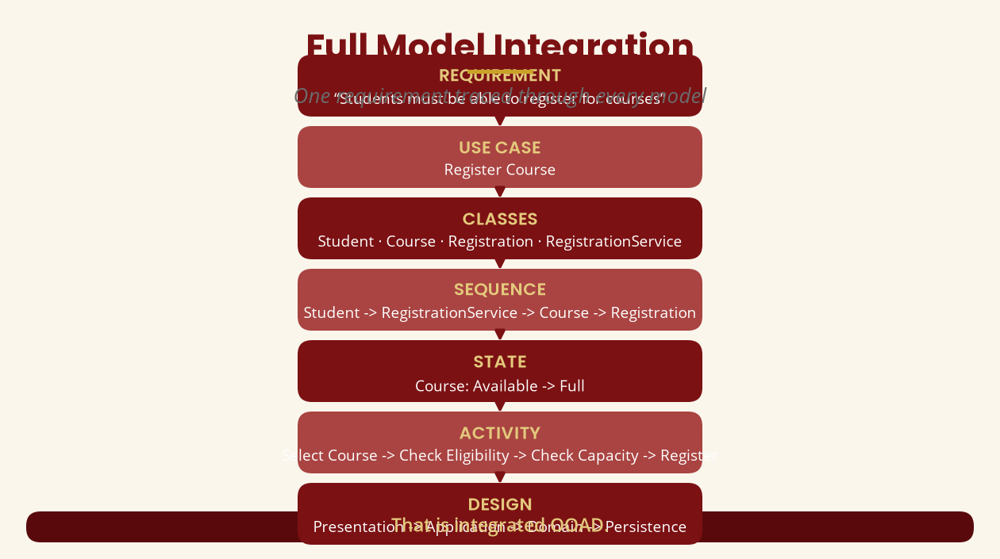 Full Model Integration
REQUIREMENT
One requirement traced through every model
“Students must be able to register for courses”
USE CASE
Register Course
CLASSES
Student · Course · Registration · RegistrationService
SEQUENCE
Student -> RegistrationService -> Course -> Registration
STATE
Course: Available -> Full
ACTIVITY
Select Course -> Check Eligibility -> Check Capacity -> Register
DESIGN
That is integrated OOAD.
Presentation -> Application -> Domain -> Persistence